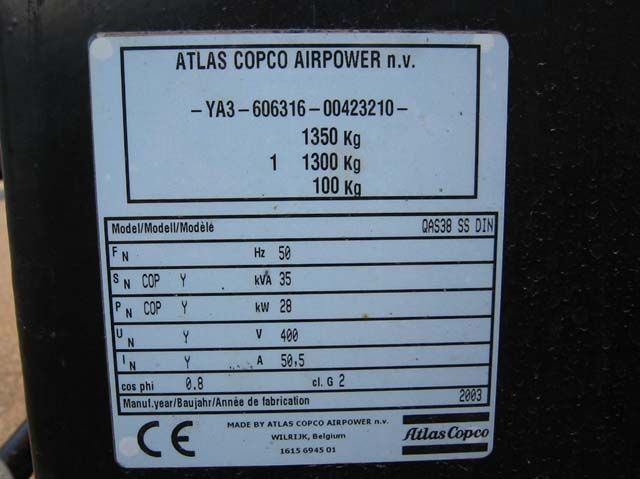 ATLAS COPCO AIRPOWER n.v.
-YA3-606316-00423210-
1350 Kg
1 1300 Kg
100 Kg
Model/Modell/Modèlé QAS38 SS DIN
FN Hz 50
SN COP Y kVA 35
PN COP Y kW 28
UN Y V 400
IN Y A 50,5
cos phi 0.8 cl. G 2
Manuf.year/Baujahr/Année de fabrication 2003
CE MADE BY ATLAS COPCO AIRPOWER n.v. Atlas Copco
WILRIJK, Belgium
1615 6945 01